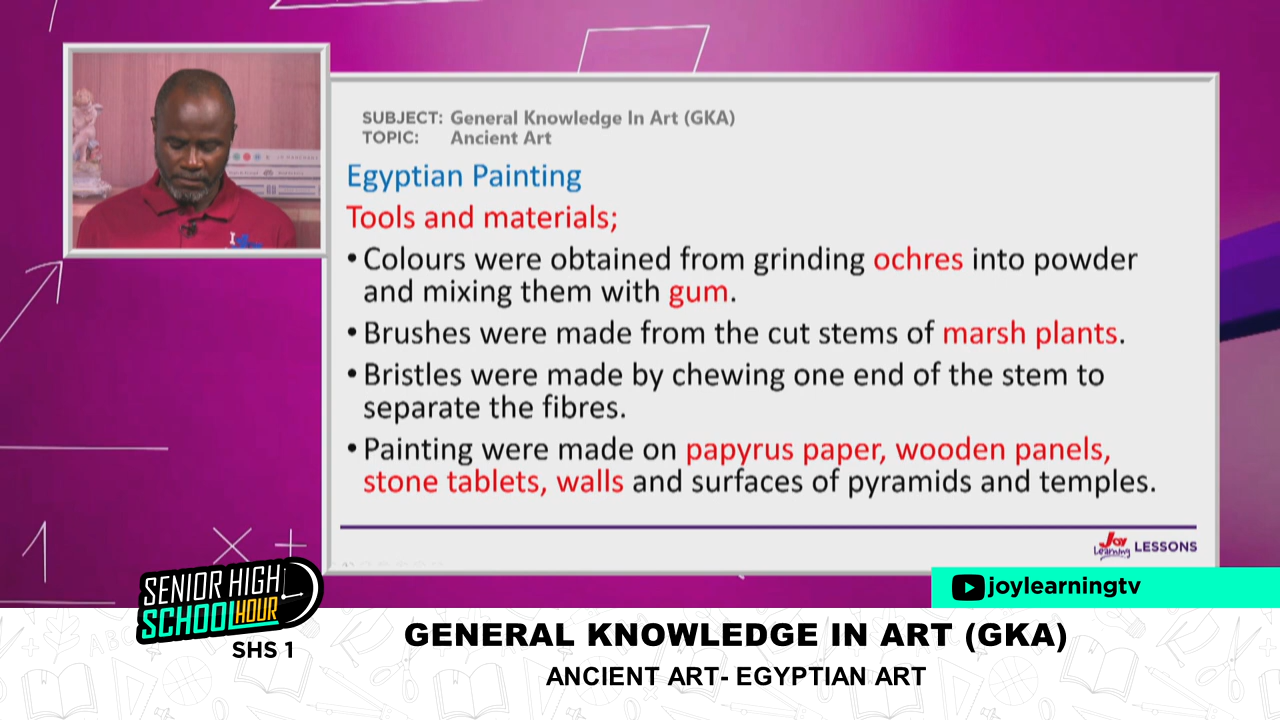 SUBJECT: General Knowledge In Art (GKA)
TOPIC: Ancient Art
Egyptian Painting
Tools and materials;
• Colours were obtained from grinding ochres into powder
and mixing them with gum.
• Brushes were made from the cut stems of marsh plants.
• Bristles were made by chewing one end of the stem to
separate the fibres.
• Painting were made on papyrus paper, wooden panels,
stone tablets, walls and surfaces of pyramids and temples.
Joy Learning LESSONS
joylearningtv
SENIOR HIGH
SCHOOL HOUR
SHS 1
GENERAL KNOWLEDGE IN ART (GKA)
ANCIENT ART- EGYPTIAN ART